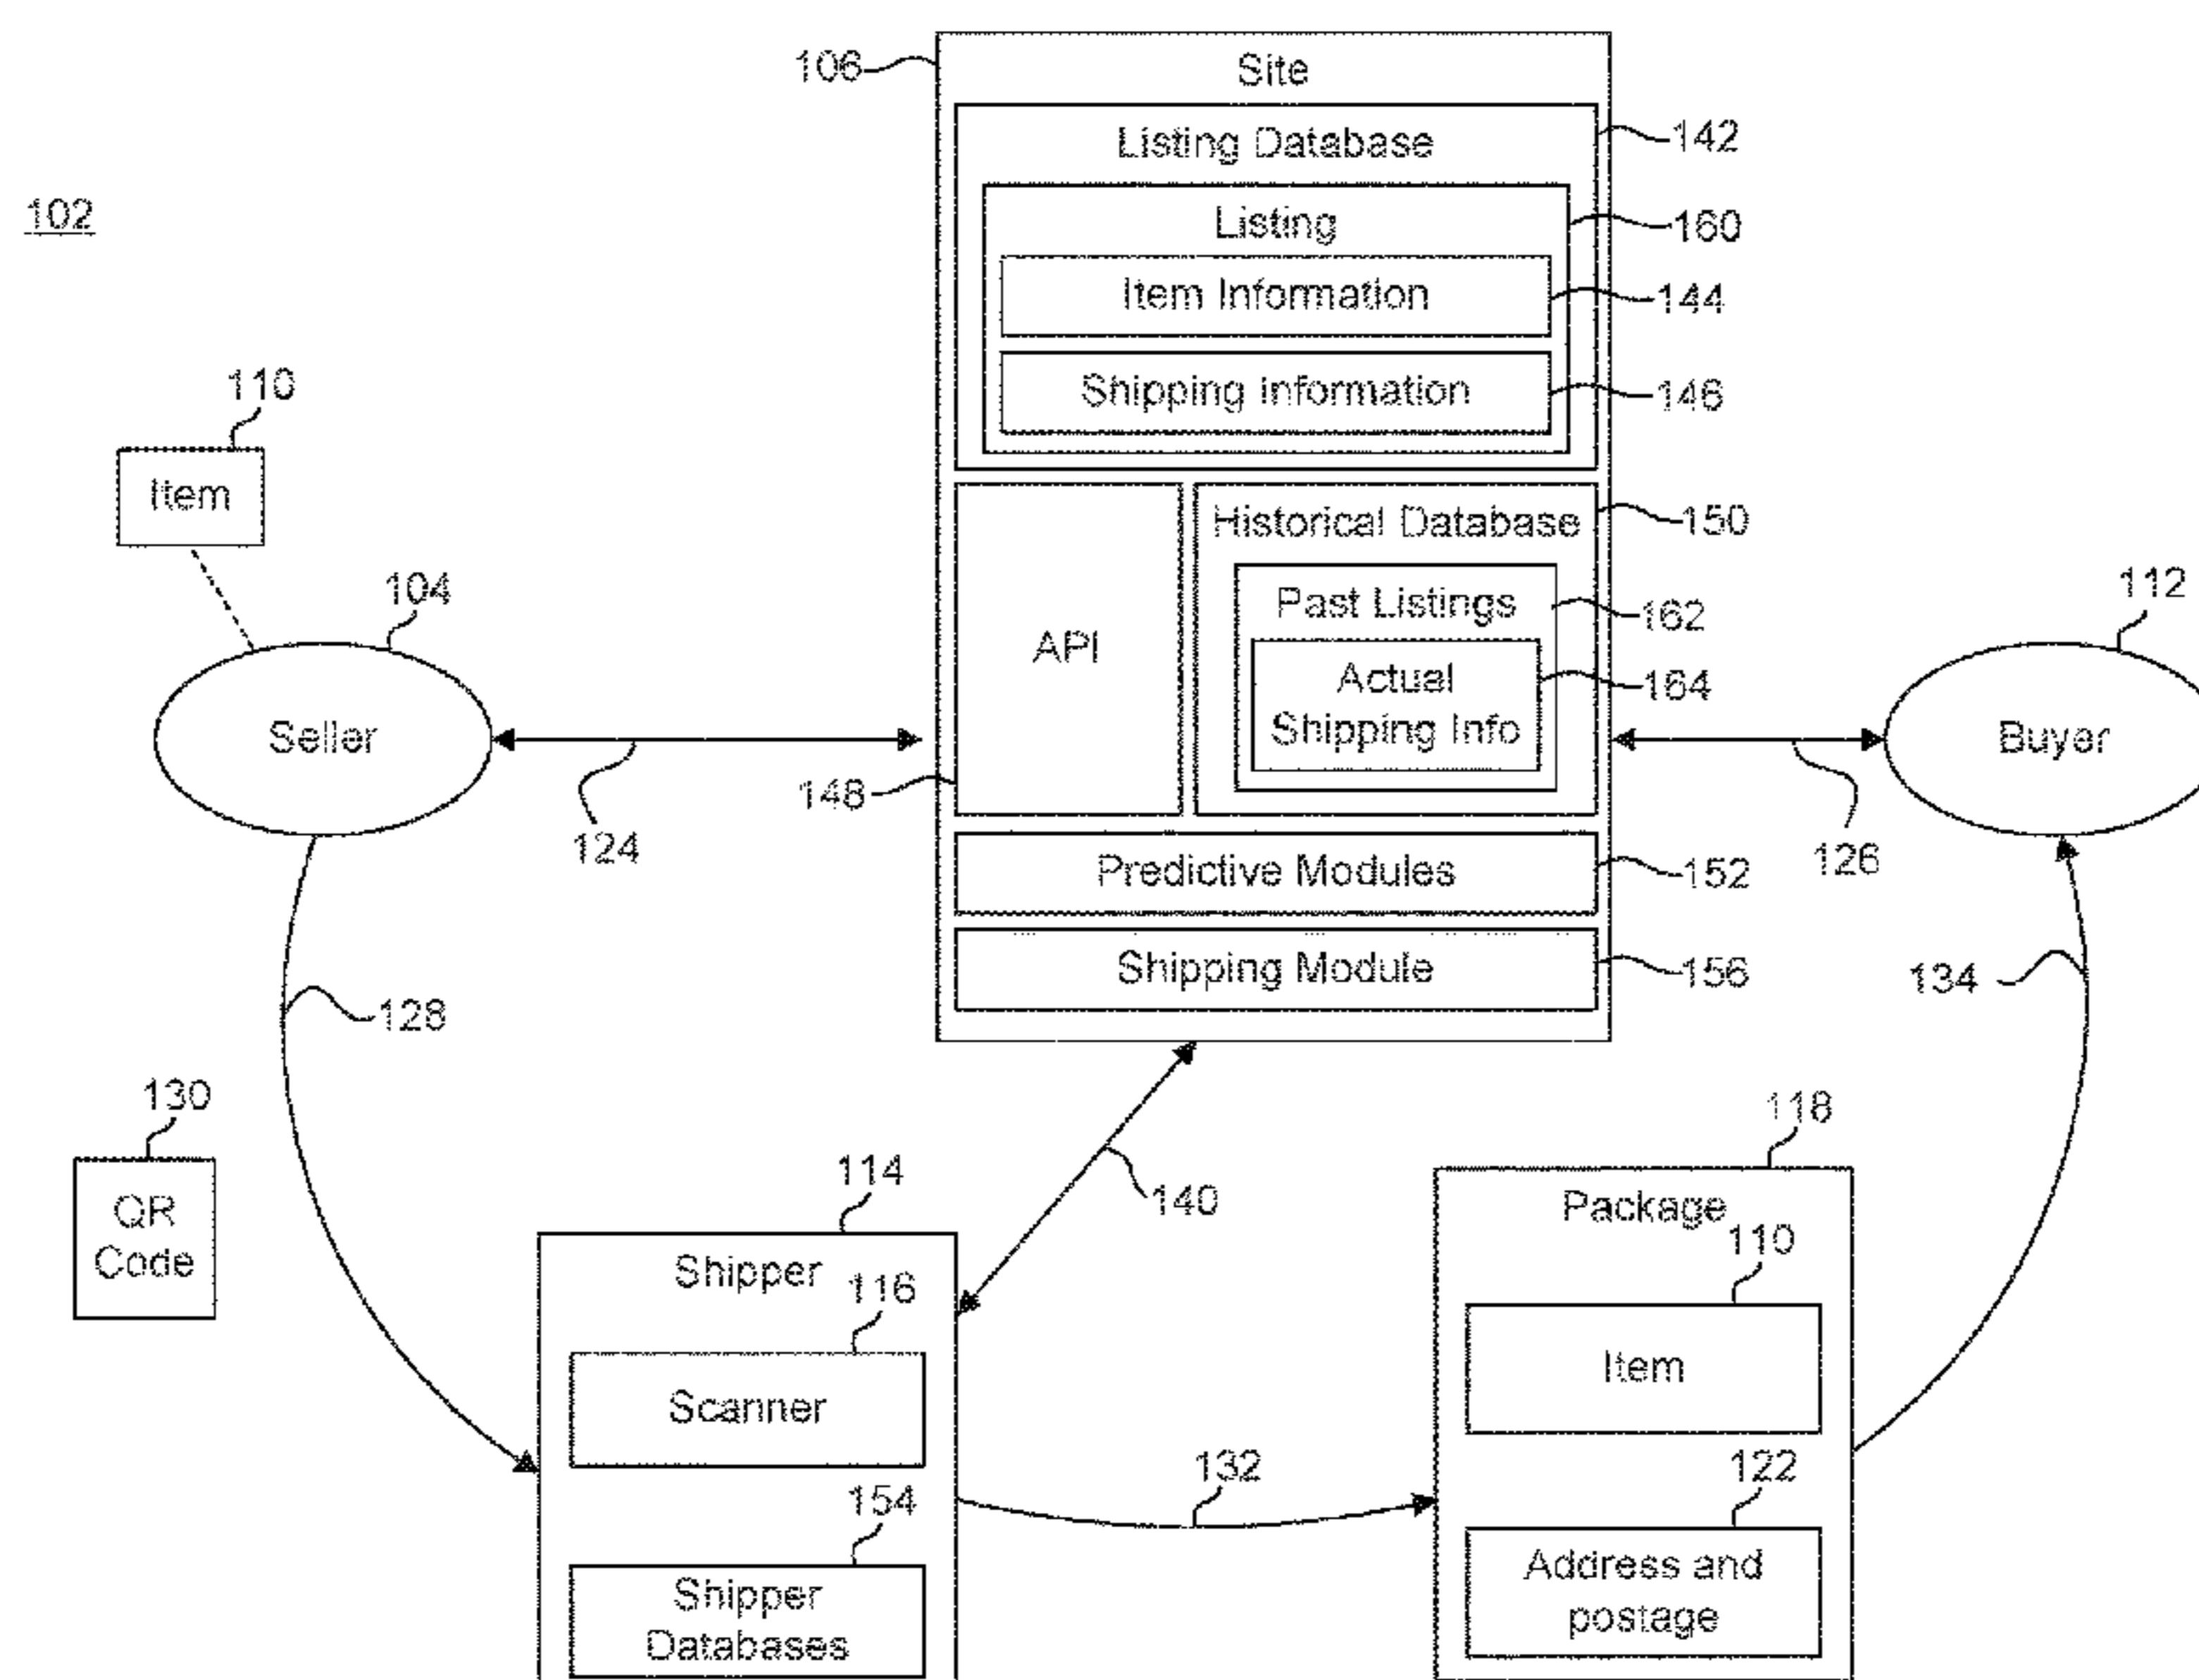 106
Site
Listing Database
142
102
Listing
160
Item Information
144
110
Shipping Information
146
Item
Historical Database
150
104
112
Past Listings
162
API
Actual
Shipping Info
164
Seller
Buyer
148
124
126
Predictive Modules
152
Shipping Module
156
134
128
130
118
QR
Code
114
140
Package
110
Shipper
116
Item
Scanner
132
122
154
Address and
postage
Shipper
Databases